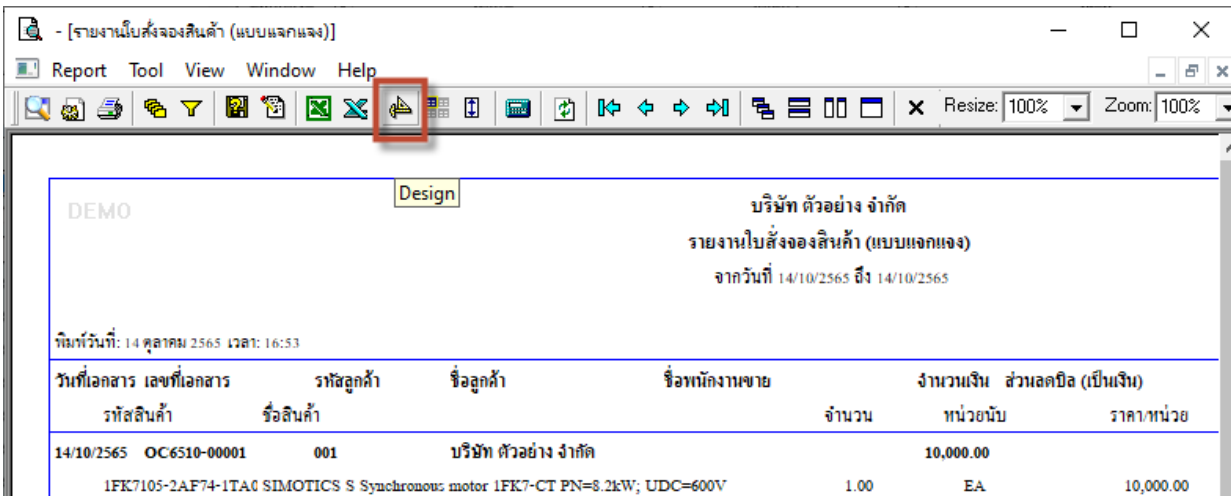 - [รายงานใบสั่งจองสินค้า (แบบแจกแจง)]
Report Tool View Window Help
Resize: 100% Zoom: 100%
Design
DEMO
บริษัท ตัวอย่าง จำกัด
รายงานใบสั่งจองสินค้า (แบบแจกแจง)
จากวันที่ 14/10/2565 ถึง 14/10/2565
พิมพ์วันที่: 14 ตุลาคม 2565 เวลา: 16:53
วันที่เอกสาร เลขที่เอกสาร รหัสลูกค้า ชื่อลูกค้า ชื่อพนักงานขาย จำนวนเงิน ส่วนลดบิล (เป็นเงิน)
รหัสสินค้า ชื่อสินค้า จำนวน หน่วยนับ ราคา/หน่วย
14/10/2565 OC6510-00001 001 บริษัท ตัวอย่าง จำกัด 10,000.00
1FK7105-2AF74-1TA0 SIMOTICS S Synchronous motor 1FK7-CT PN=8.2kW; UDC=600V 1.00 EA 10,000.00